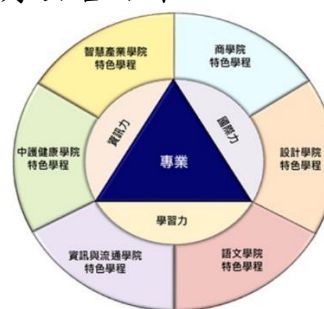 智慧產業學院
特色學程
商學院
特色學程
資訊力
國際力
中護健康學院
特色學程
專業
設計學院
特色學程
學習力
資訊與流通學院
特色學程
語文學院
特色學程